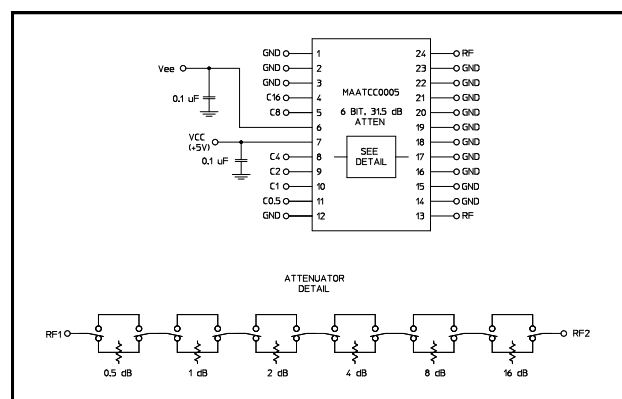 GND 1 24 RF
GND 2 23 GND
Vee GND 3 22 GND
MAATCC0005
0.1 uF C16 4 21 GND
C8 5 20 GND
6 BIT, 31.5 dB
ATTEN
6 19 GND
VCC
(+5V)
7 18 GND
0.1 uF
SEE
DETAIL
C4 8 17 GND
C2 9 16 GND
C1 10 15 GND
C0.5 11 14 GND
GND 12 13 RF
ATTENUATOR
DETAIL
RF1 RF2
0.5 dB 1 dB 2 dB 4 dB 8 dB 16 dB